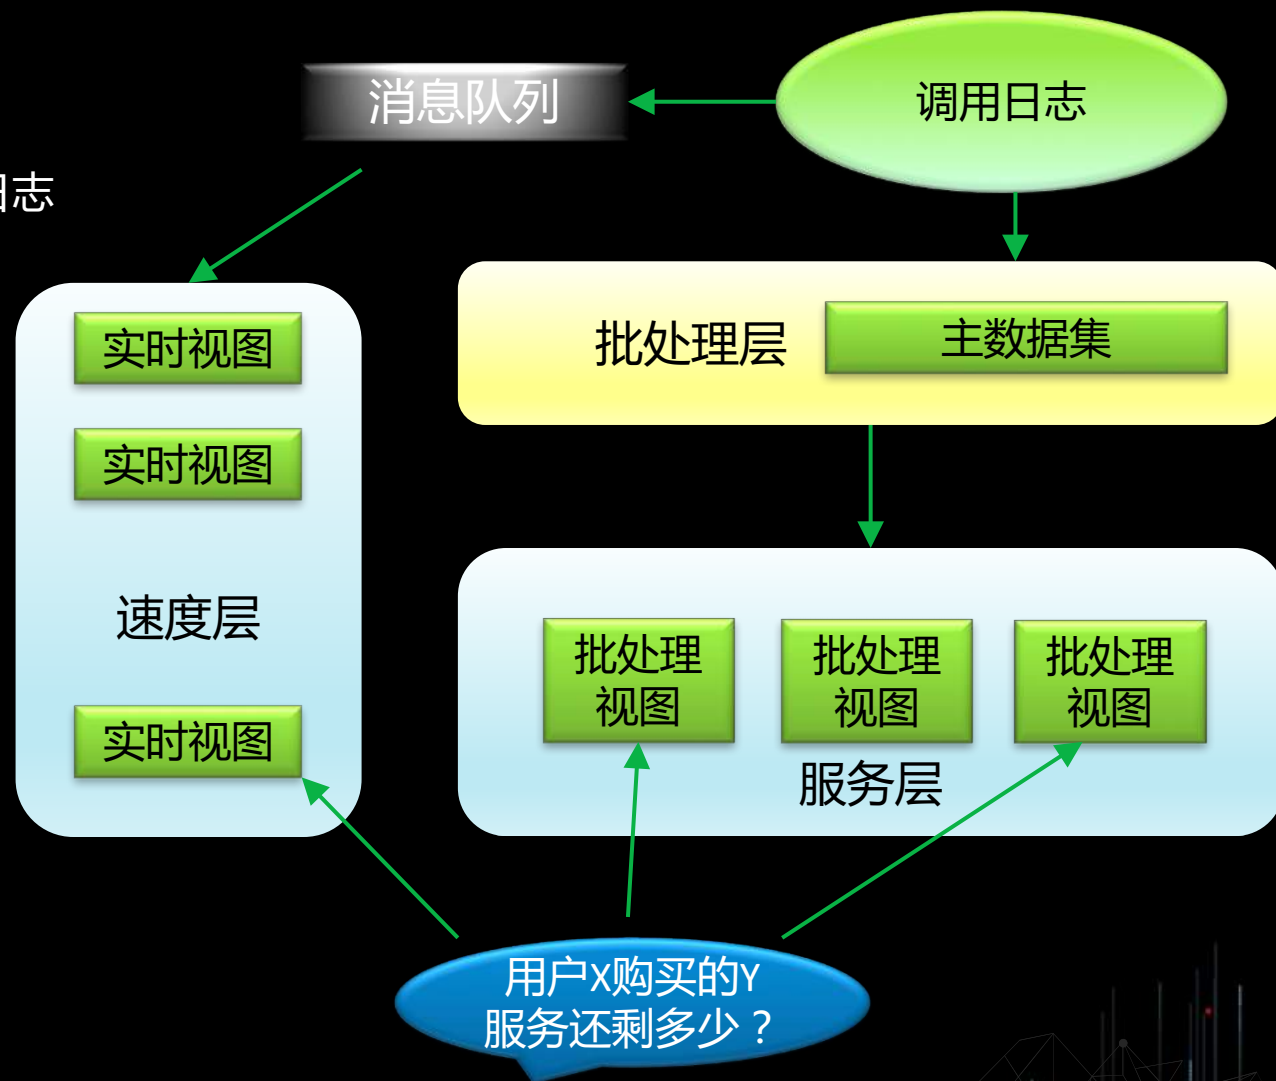 消息队列
调用日志
日志
实时视图
批处理层
主数据集
实时视图
速度层
实时视图
批处理
视图
批处理
视图
批处理
视图
服务层
用户X购买的Y
服务还剩多少？